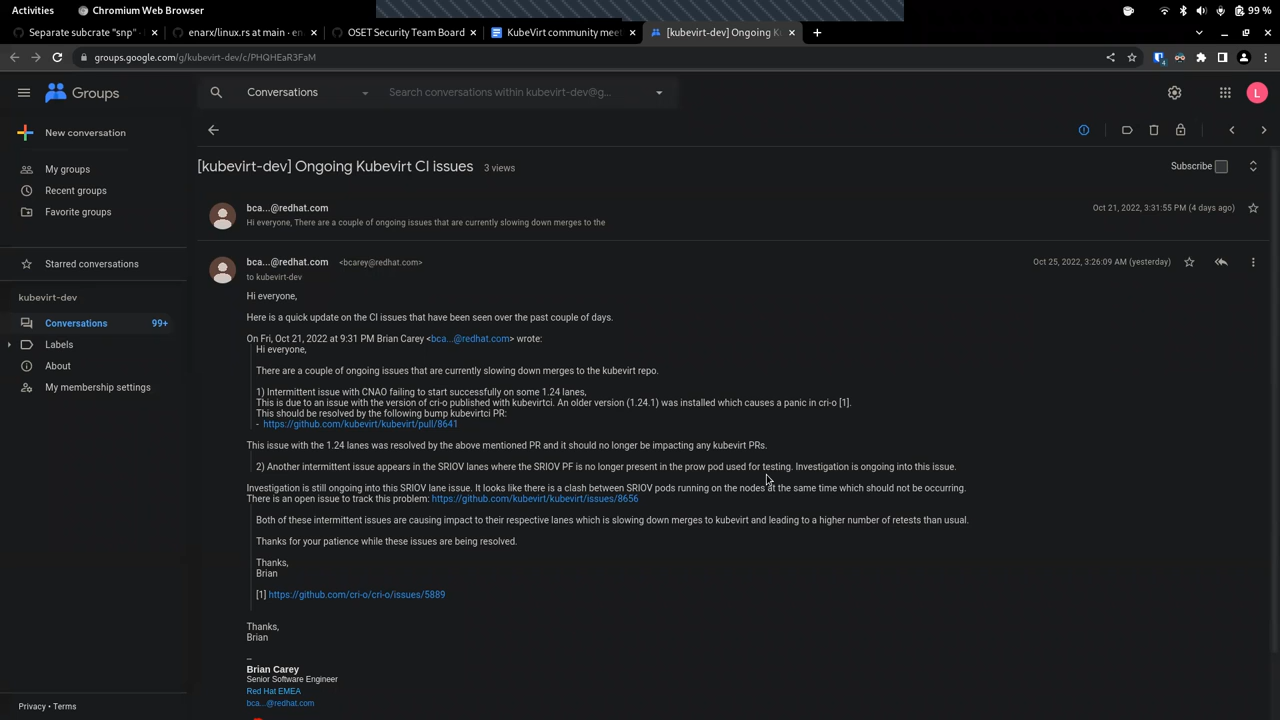 Activities
Chromium Web Browser
99 %
Separate subcrate "snp" ·
enarx/linux.rs at main · en
OSET Security Team Board
KubeVirt community mee
[kubevirt-dev] Ongoing K
groups.google.com/g/kubevirt-dev/c/PHQHEaR3FaM
4
Groups
Conversations
Search conversations within kubevirt-dev@g...
L
New conversation
My groups
Recent groups
Favorite groups
Starred conversations
kubevirt-dev
Conversations 99+
Labels
About
My membership settings
Privacy • Terms
[kubevirt-dev] Ongoing Kubevirt CI issues 3 views
Subscribe
bca...@redhat.com
Oct 21, 2022, 3:31:55 PM (4 days ago)
Hi everyone, There are a couple of ongoing issues that are currently slowing down merges to the
bca...@redhat.com <bcarey@redhat.com>
Oct 25, 2022, 3:26:09 AM (yesterday)
to kubevirt-dev
Hi everyone,
Here is a quick update on the CI issues that have been seen over the past couple of days.
On Fri, Oct 21, 2022 at 9:31 PM Brian Carey <bca...@redhat.com> wrote:
Hi everyone,
There are a couple of ongoing issues that are currently slowing down merges to the kubevirt repo.
1) Intermittent issue with CNAO failing to start successfully on some 1.24 lanes,
This is due to an issue with the version of cri-o published with kubevirtci. An older version (1.24.1) was installed which causes a panic in cri-o [1].
This should be resolved by the following bump kubevirtci PR:
- https://github.com/kubevirt/kubevirt/pull/8641
This issue with the 1.24 lanes was resolved by the above mentioned PR and it should no longer be impacting any kubevirt PRs.
2) Another intermittent issue appears in the SRIOV lanes where the SRIOV PF is no longer present in the prow pod used for testing. Investigation is ongoing into this issue.
Investigation is still ongoing into this SRIOV lane issue. It looks like there is a clash between SRIOV pods running on the nodes at the same time which should not be occurring.
There is an open issue to track this problem: https://github.com/kubevirt/kubevirt/issues/8656
Both of these intermittent issues are causing impact to their respective lanes which is slowing down merges to kubevirt and leading to a higher number of retests than usual.
Thanks for your patience while these issues are being resolved.
Thanks,
Brian
[1] https://github.com/cri-o/cri-o/issues/5889
Thanks,
Brian
--
Brian Carey
Senior Software Engineer
Red Hat EMEA
bca...@redhat.com